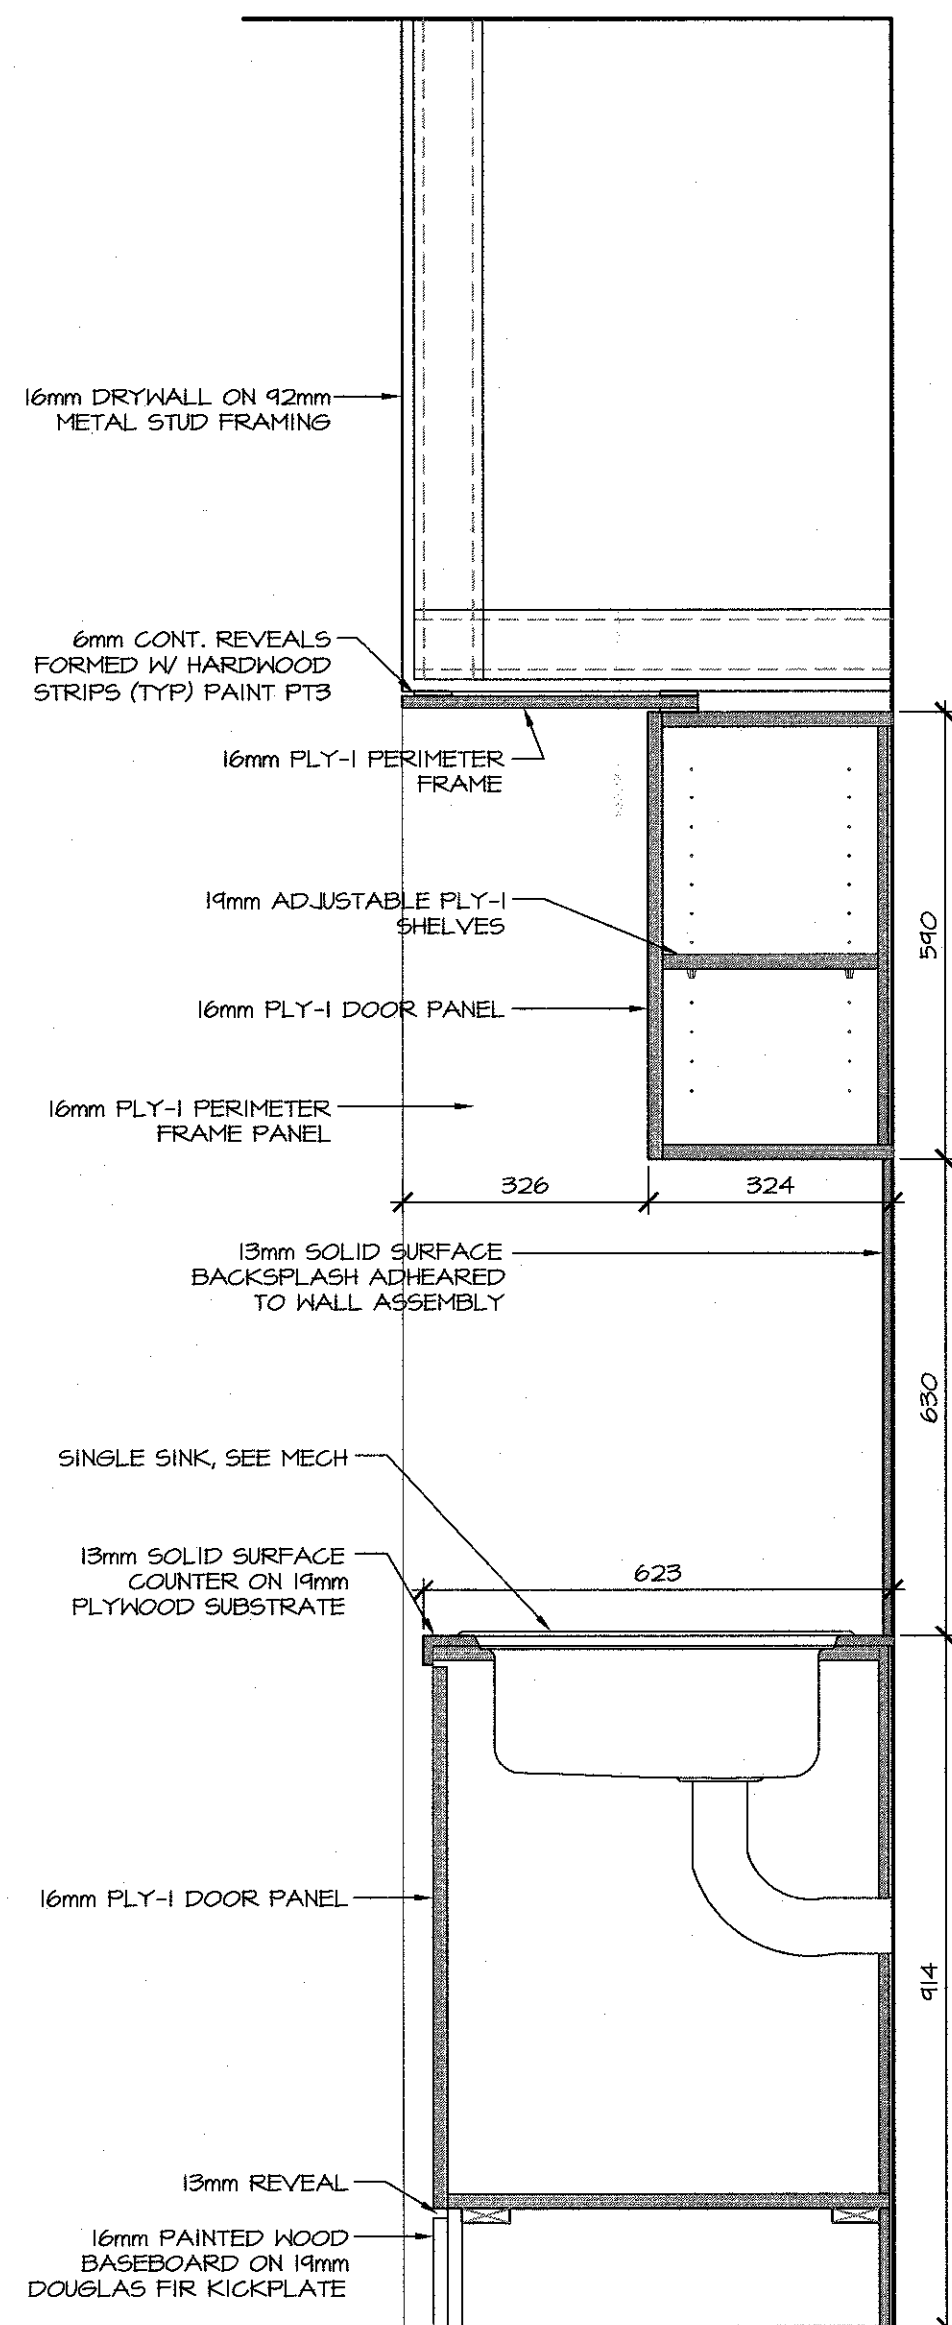 16mm DRYWALL ON 92mm
METAL STUD FRAMING
6mm CONT. REVEALS
FORMED W/ HARDWOOD
STRIPS (TYP) PAINT PT3
16mm PLY-1 PERIMETER
FRAME
19mm ADJUSTABLE PLY-1
SHELVES
590
16mm PLY-1 DOOR PANEL
16mm PLY-1 PERIMETER
FRAME PANEL
326
324
13mm SOLID SURFACE
BACKSPLASH ADHEARED
TO WALL ASSEMBLY
630
SINGLE SINK, SEE MECH
13mm SOLID SURFACE
COUNTER ON 19mm
PLYWOOD SUBSTRATE
623
16mm PLY-1 DOOR PANEL
914
13mm REVEAL
16mm PAINTED WOOD
BASEBOARD ON 19mm
DOUGLAS FIR KICKPLATE